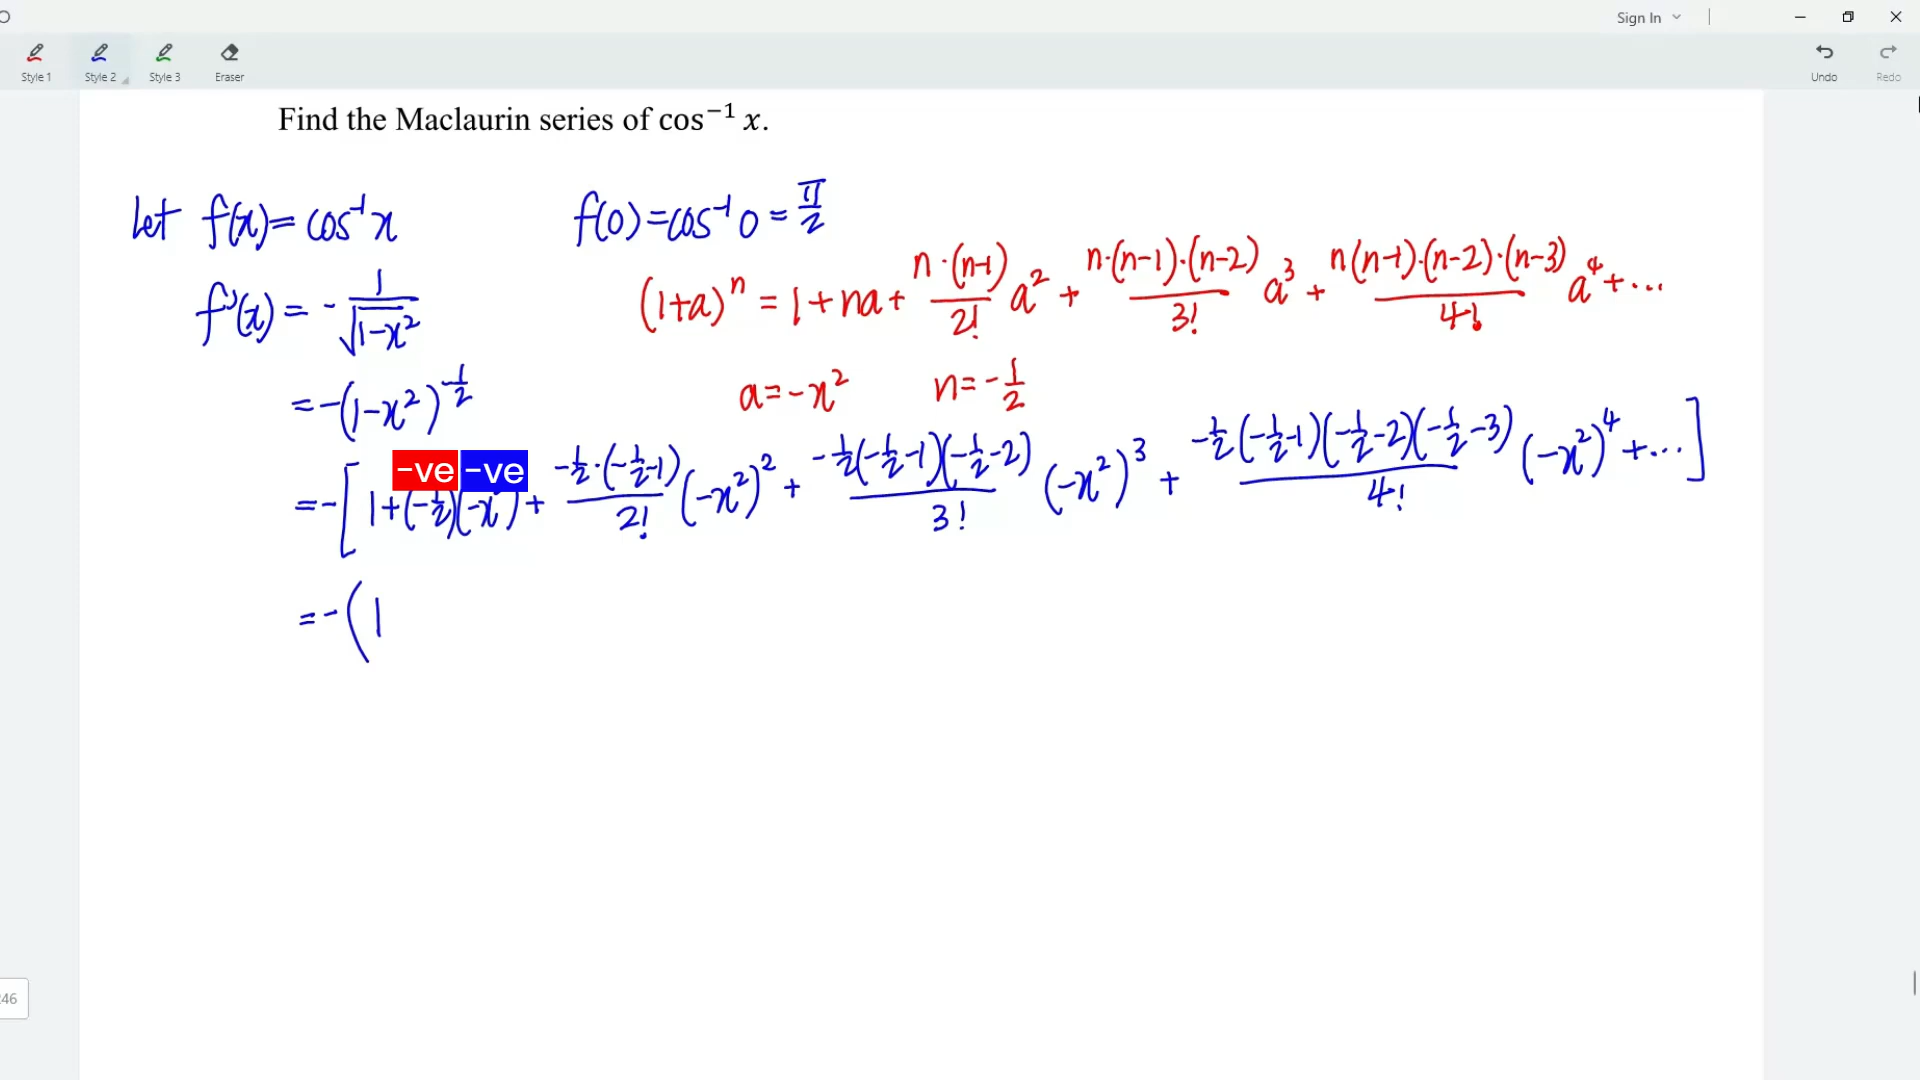 Sign In
Style 1 Style 2 Style 3 Eraser Undo Redo
Find the Maclaurin series of cos⁻¹ x.
Let f(x) = cos⁻¹x f(0) = cos⁻¹ 0 = π/2
(1+a)ⁿ = 1 + na + n·(n-1)/2! a² + n·(n-1)·(n-2)/3! a³ + n(n-1)·(n-2)·(n-3)/4! a⁴ + ...
f'(x) = - 1/√(1-x²)
= -(1-x²)^(-1/2) a = -x² n = -1/2
-ve -ve
= -[1 + (-1/2)(-x²) + -1/2·(-1/2-1)/2! (-x²)² + -1/2(-1/2-1)(-1/2-2)/3! (-x²)³ + -1/2(-1/2-1)(-1/2-2)(-1/2-3)/4! (-x²)⁴ + ...]
= -(1
246